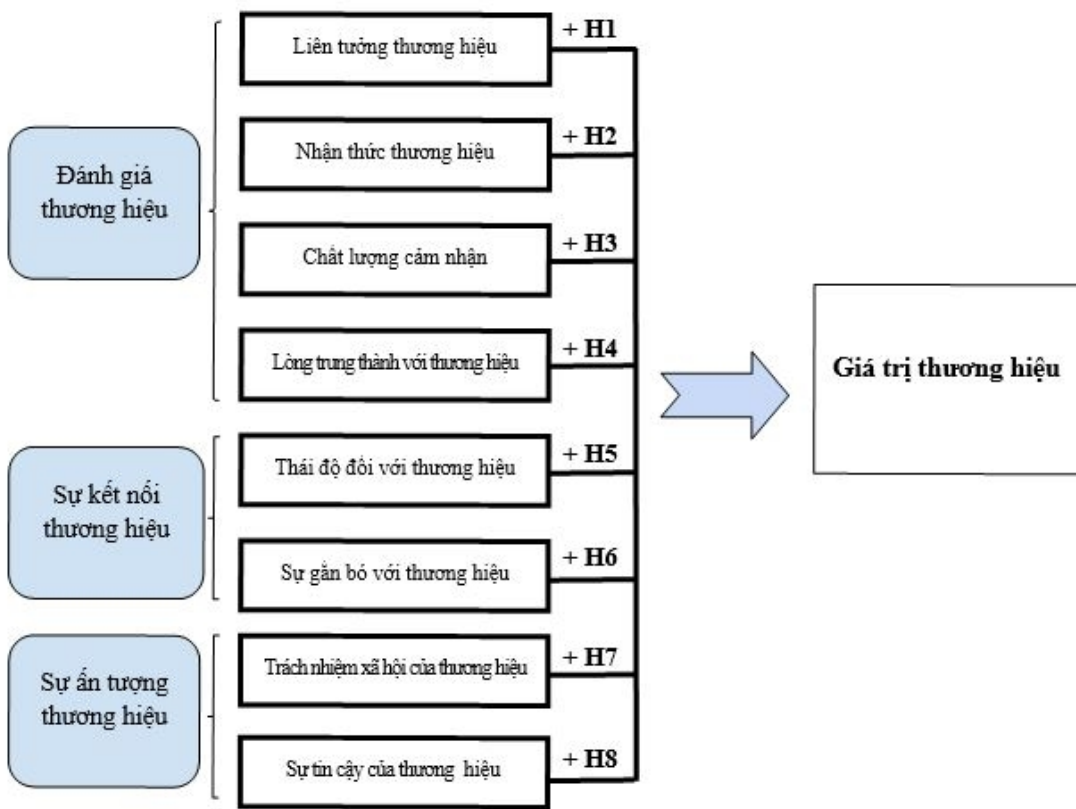 Đánh giá
thương hiệu
Liên tưởng thương hiệu
+ H1
Nhận thức thương hiệu
+ H2
Chất lượng cảm nhận
+ H3
Lòng trung thành với thương hiệu
+ H4
Sự kết nối
thương hiệu
Thái độ đối với thương hiệu
+ H5
Sự gắn bó với thương hiệu
+ H6
Sự ấn tượng
thương hiệu
Trách nhiệm xã hội của thương hiệu
+ H7
Sự tin cậy của thương hiệu
+ H8
Giá trị thương hiệu